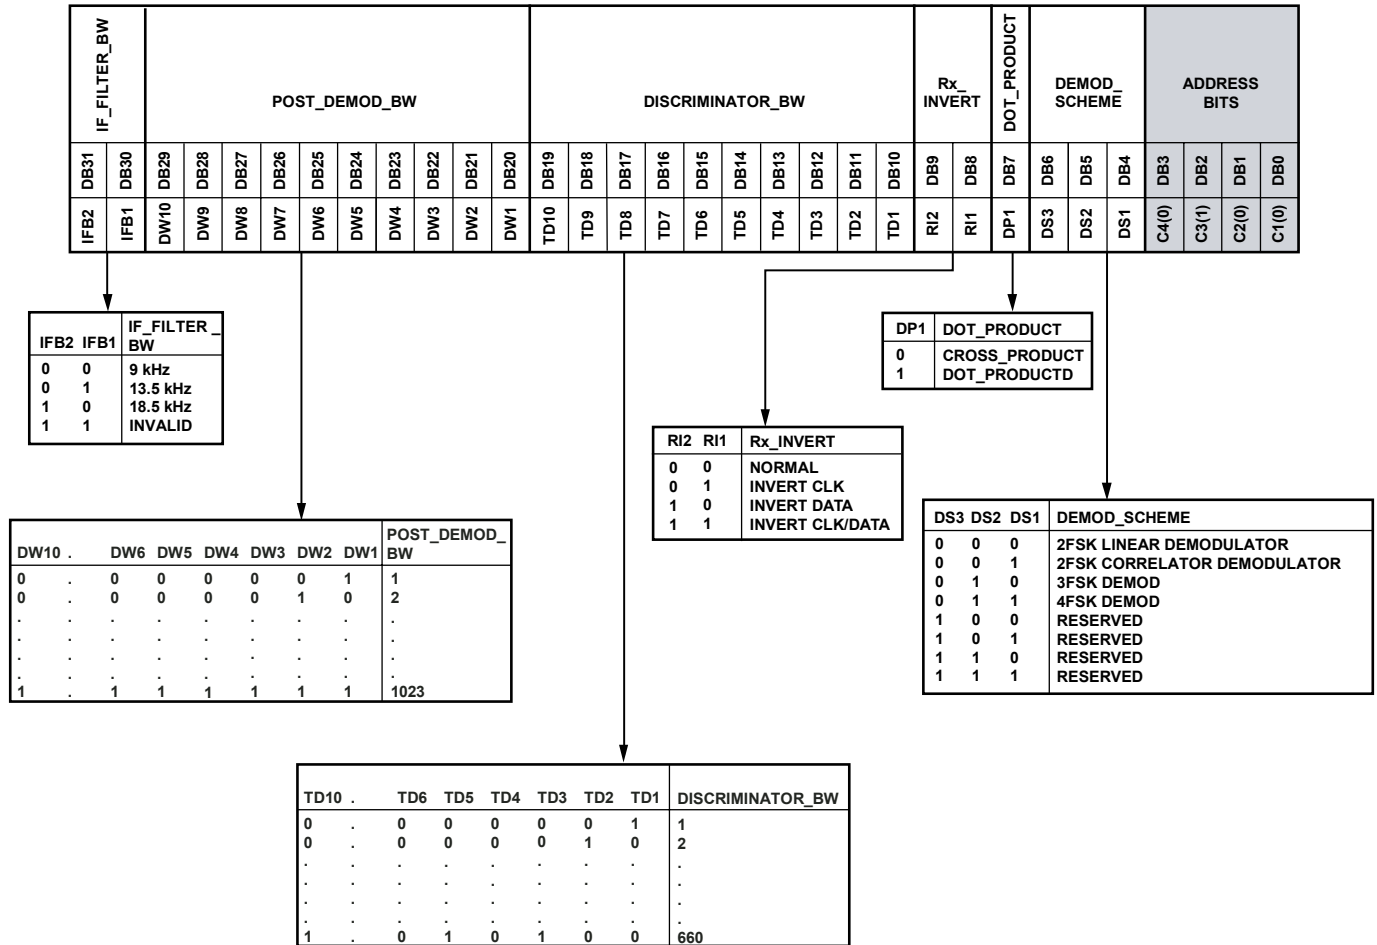 IF_FILTER_BW
POST_DEMOD_BW
DISCRIMINATOR_BW
Rx_
INVERT
DOT_PRODUCT
DEMOD_
SCHEME
ADDRESS
BITS
DB31 DB30 DB29 DB28 DB27 DB26 DB25 DB24 DB23 DB22 DB21 DB20 DB19 DB18 DB17 DB16 DB15 DB14 DB13 DB12 DB11 DB10 DB9 DB8 DB7 DB6 DB5 DB4 DB3 DB2 DB1 DB0
IFB2 IFB1 DW10 DW9 DW8 DW7 DW6 DW5 DW4 DW3 DW2 DW1 TD10 TD9 TD8 TD7 TD6 TD5 TD4 TD3 TD2 TD1 RI2 RI1 DP1 DS3 DS2 DS1 C4(0) C3(1) C2(0) C1(0)
IFB2 IFB1 IF_FILTER_
BW
0 0 9 kHz
0 1 13.5 kHz
1 0 18.5 kHz
1 1 INVALID
DP1 DOT_PRODUCT
0 CROSS_PRODUCT
1 DOT_PRODUCTD
RI2 RI1 Rx_INVERT
0 0 NORMAL
0 1 INVERT CLK
1 0 INVERT DATA
1 1 INVERT CLK/DATA
DS3 DS2 DS1 DEMOD_SCHEME
0 0 0 2FSK LINEAR DEMODULATOR
0 0 1 2FSK CORRELATOR DEMODULATOR
0 1 0 3FSK DEMOD
0 1 1 4FSK DEMOD
1 0 0 RESERVED
1 0 1 RESERVED
1 1 0 RESERVED
1 1 1 RESERVED
DW10 . DW6 DW5 DW4 DW3 DW2 DW1 POST_DEMOD_
BW
0 . 0 0 0 0 0 1 1
0 . 0 0 0 0 1 0 2
. . . . . . . . .
. . . . . . . . .
. . . . . . . . .
. . . . . . . . .
1 . 1 1 1 1 1 1 1023
TD10 . TD6 TD5 TD4 TD3 TD2 TD1 DISCRIMINATOR_BW
0 . 0 0 0 0 0 1 1
0 . 0 0 0 0 1 0 2
. . . . . . . . .
. . . . . . . . .
. . . . . . . . .
. . . . . . . . .
1 . 0 1 0 1 0 0 660